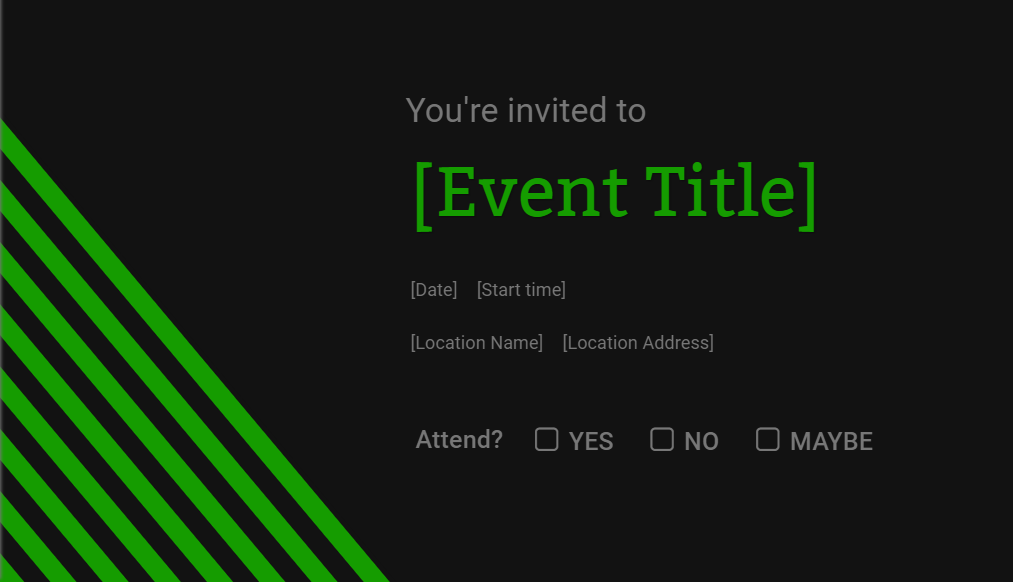 You're invited to
[Event Title]
[Date] [Start time]
[Location Name] [Location Address]
Attend? YES NO MAYBE